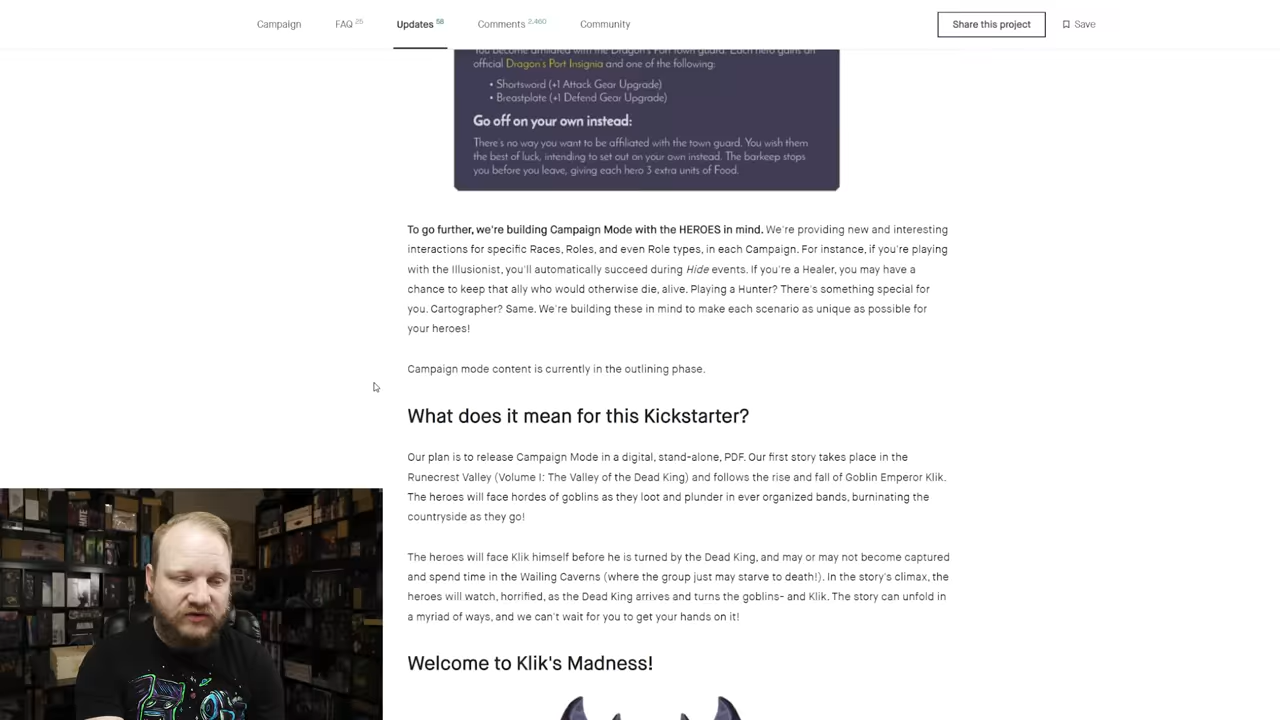 Campaign FAQ 25 Updates 58 Comments 2,460 Community Share this project Save
You become affiliated with the Dragon's Port town guard. Each hero gains an
official Dragon's Port Insignia and one of the following:
• Shortsword (+1 Attack Gear Upgrade)
• Breastplate (+1 Defend Gear Upgrade)
Go off on your own instead:
There's no way you want to be affiliated with the town guard. You wish them
the best of luck, intending to set out on your own instead. The barkeep stops
you before you leave, giving each hero 3 extra units of Food.
To go further, we're building Campaign Mode with the HEROES in mind. We're providing new and interesting
interactions for specific Races, Roles, and even Role types, in each Campaign. For instance, if you're playing
with the Illusionist, you'll automatically succeed during Hide events. If you're a Healer, you may have a
chance to keep that ally who would otherwise die, alive. Playing a Hunter? There's something special for
you. Cartographer? Same. We're building these in mind to make each scenario as unique as possible for
your heroes!
Campaign mode content is currently in the outlining phase.
What does it mean for this Kickstarter?
Our plan is to release Campaign Mode in a digital, stand-alone, PDF. Our first story takes place in the
Runecrest Valley (Volume I: The Valley of the Dead King) and follows the rise and fall of Goblin Emperor Klik.
The heroes will face hordes of goblins as they loot and plunder in ever organized bands, burninating the
countryside as they go!
The heroes will face Klik himself before he is turned by the Dead King, and may or may not become captured
and spend time in the Wailing Caverns (where the group just may starve to death!). In the story's climax, the
heroes will watch, horrified, as the Dead King arrives and turns the goblins- and Klik. The story can unfold in
a myriad of ways, and we can't wait for you to get your hands on it!
Welcome to Klik's Madness!